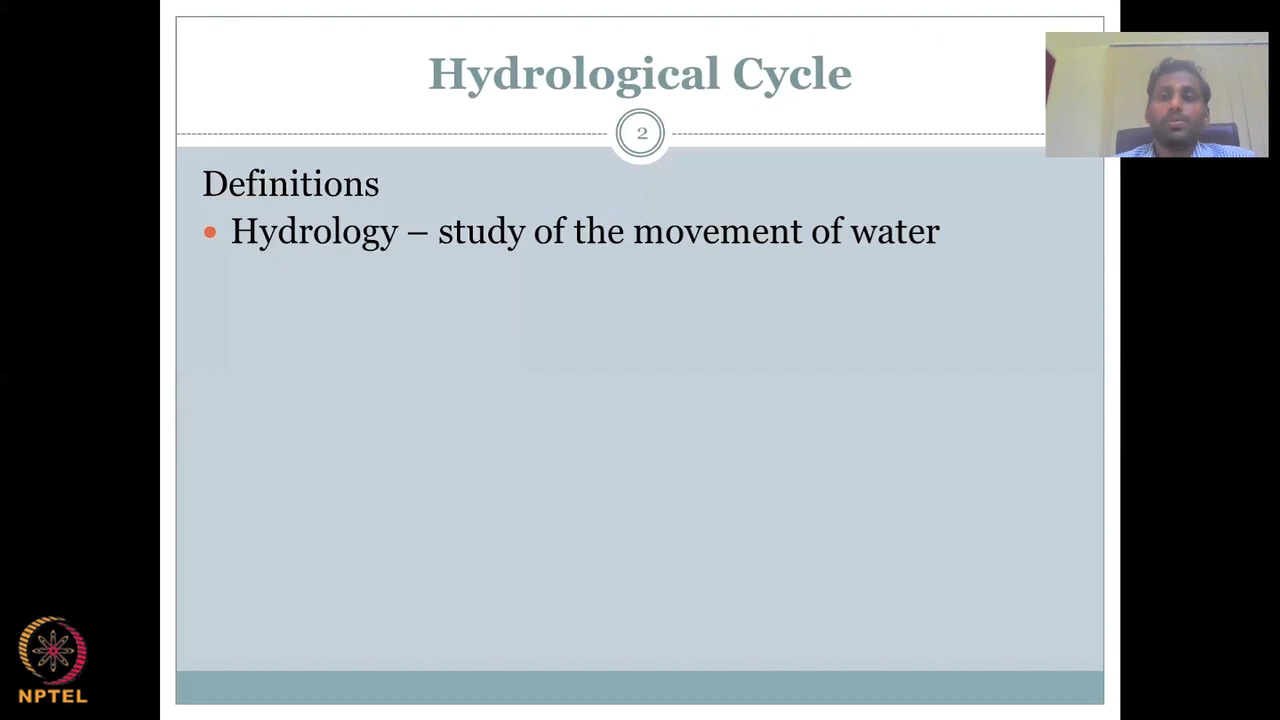 Hydrological Cycle
2
Definitions
• Hydrology – study of the movement of water
NPTEL